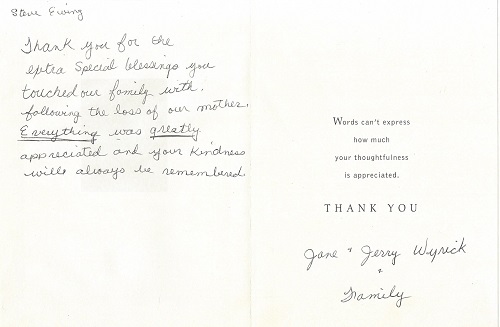 Steve Ewing
Thank you for the
extra special blessings you
touched our family with.
following the loss of our mother.
Everything was greatly
appreciated and your kindness
will always be remembered.
Words can't express
how much
your thoughtfulness
is appreciated.
THANK YOU
Jane & Jerry Wyrick
&
Family